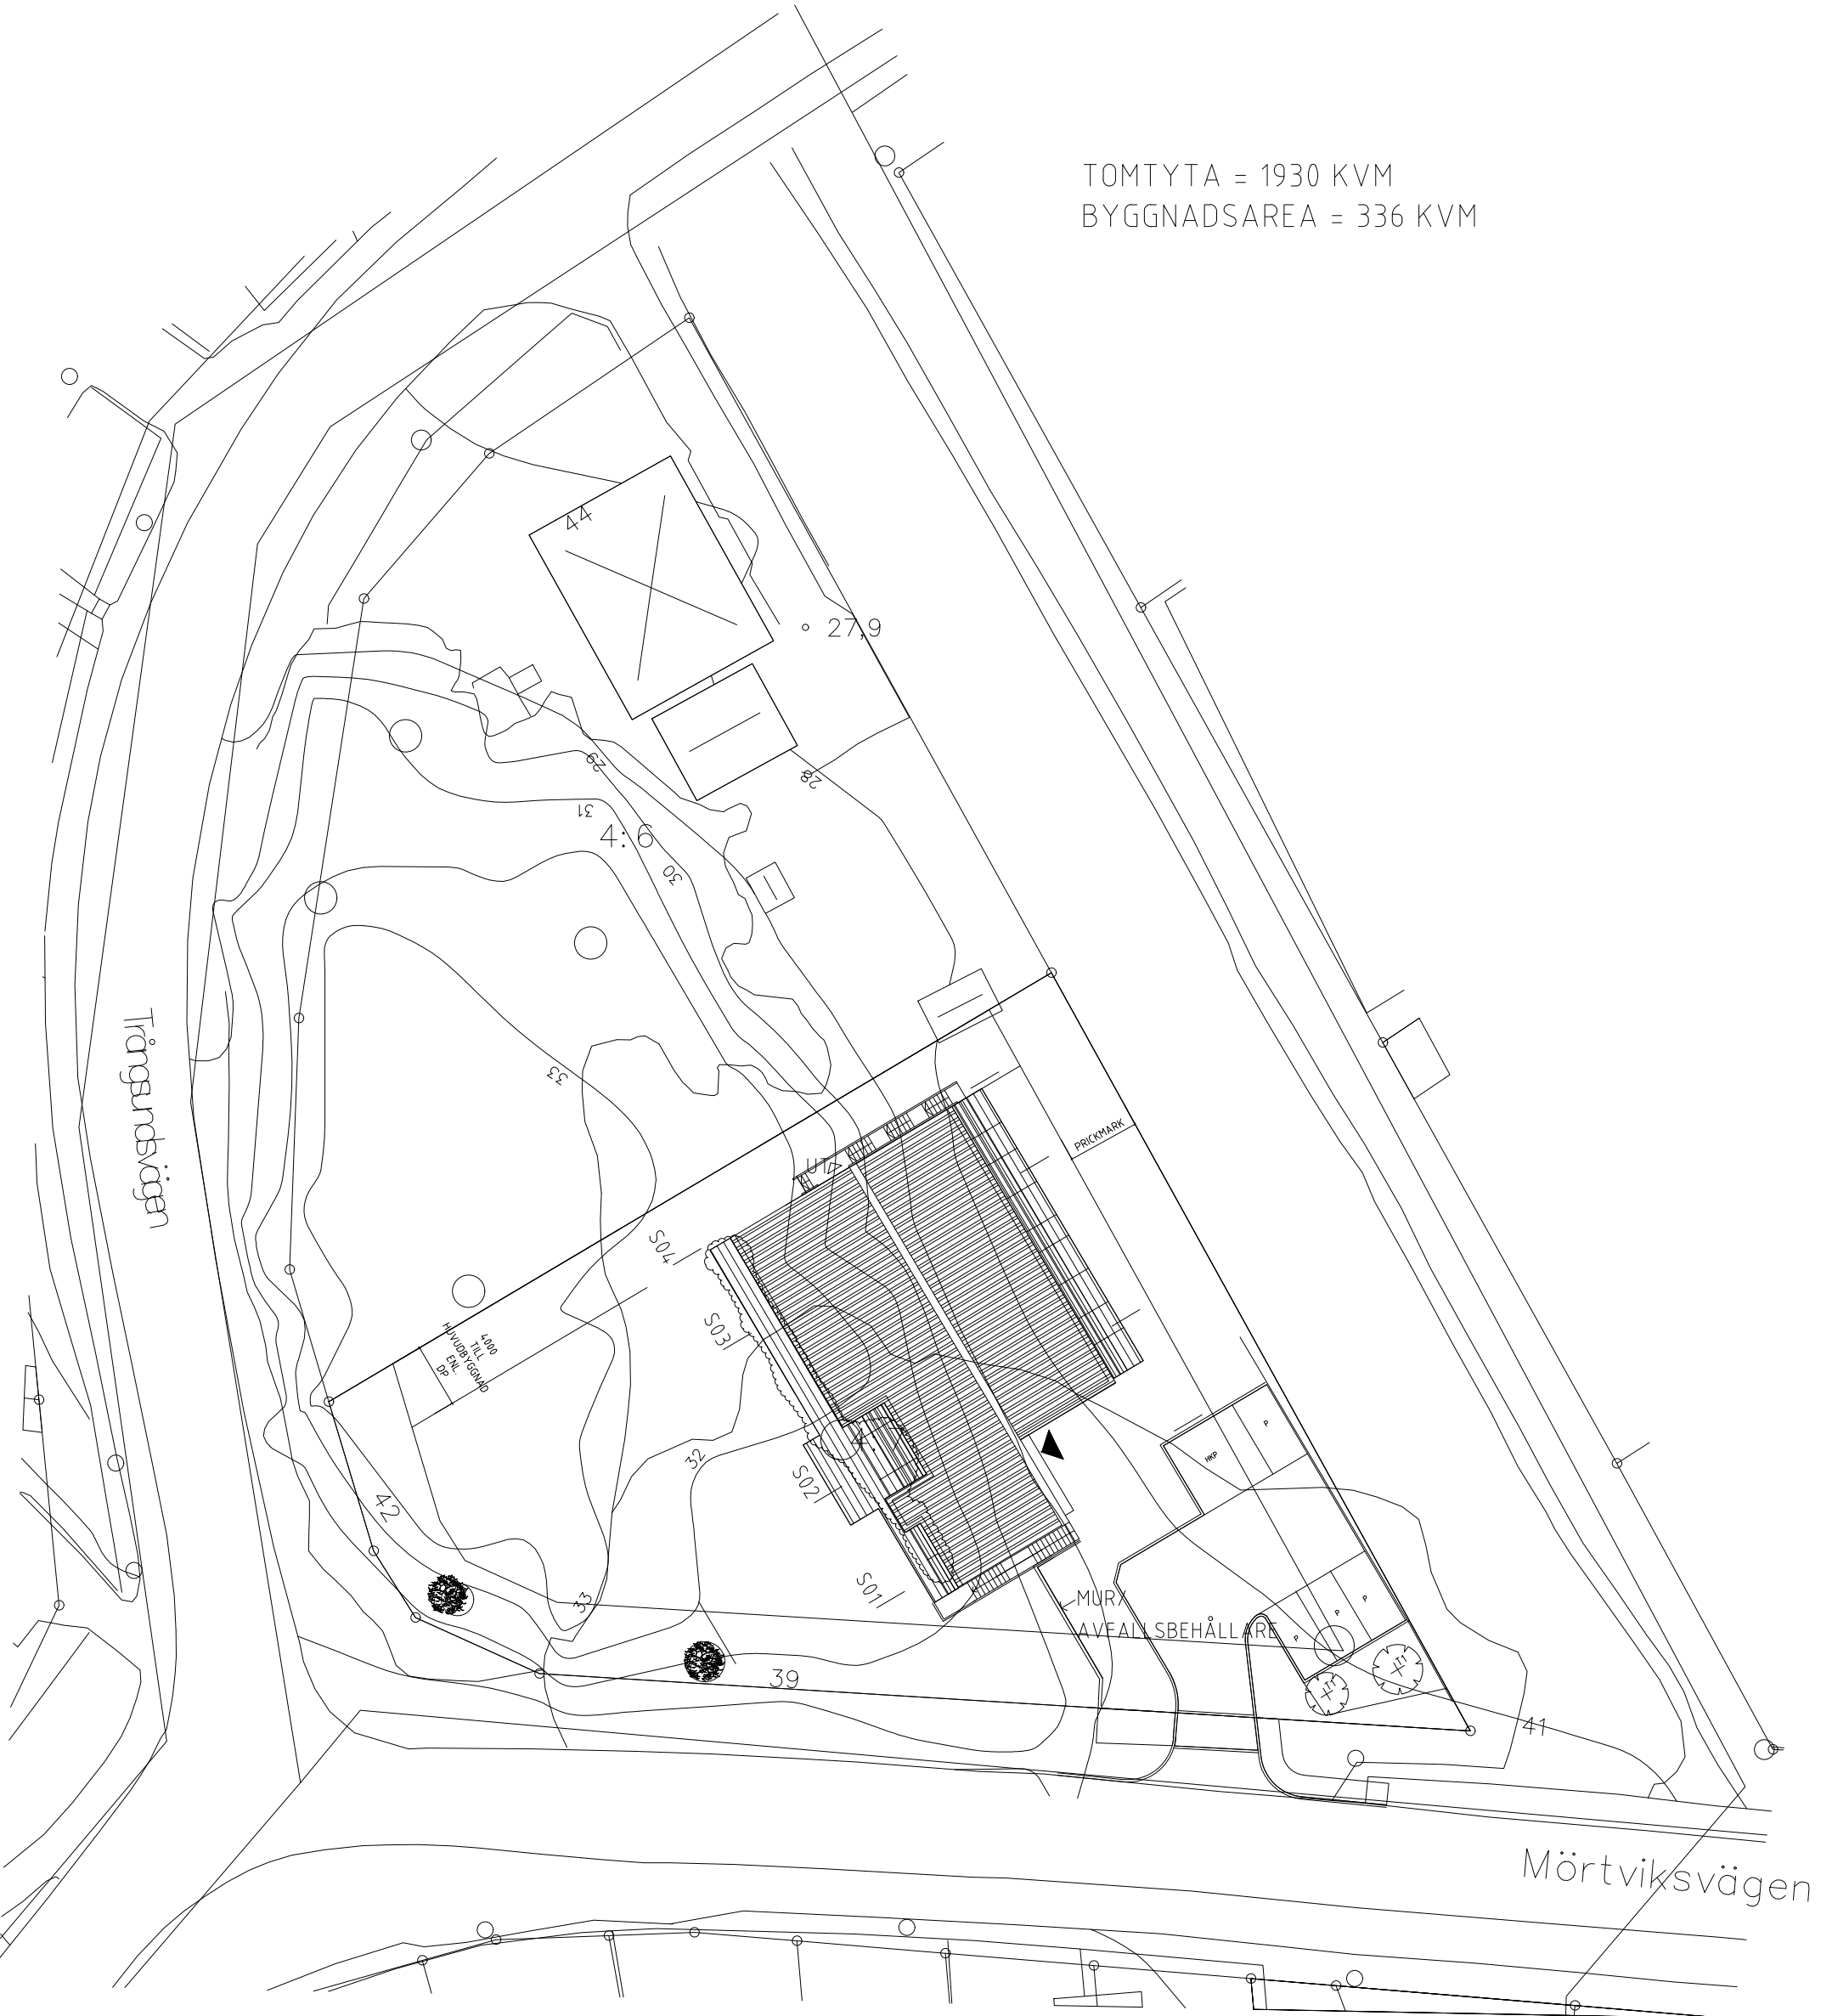 TOMTYTA = 1930 KVM
BYGGNADSAREA = 336 KVM
44
27,9
29
28
31
4:6
30
Trångsundsvägen
33
PRICKMARK
UT
S04
S03
4000
TILL
HUVUDBYGGNAD
ENL.
DP
P
HKP
4:
32
S02
42
S01
33
MUR
AVFALLSBEHÅLLARE
P
P
P
39
41
Mörtviksvägen